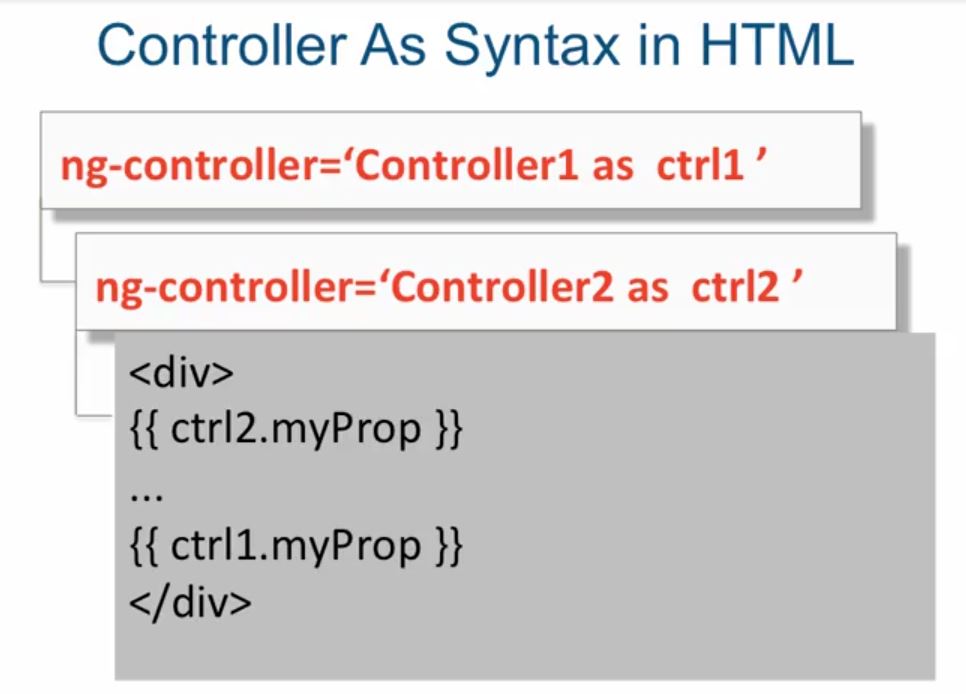 Controller As Syntax in HTML
ng-controller=‘Controller1 as ctrl1 ’
ng-controller=‘Controller2 as ctrl2 ’
<div>
{{ ctrl2.myProp }}
...
{{ ctrl1.myProp }}
</div>